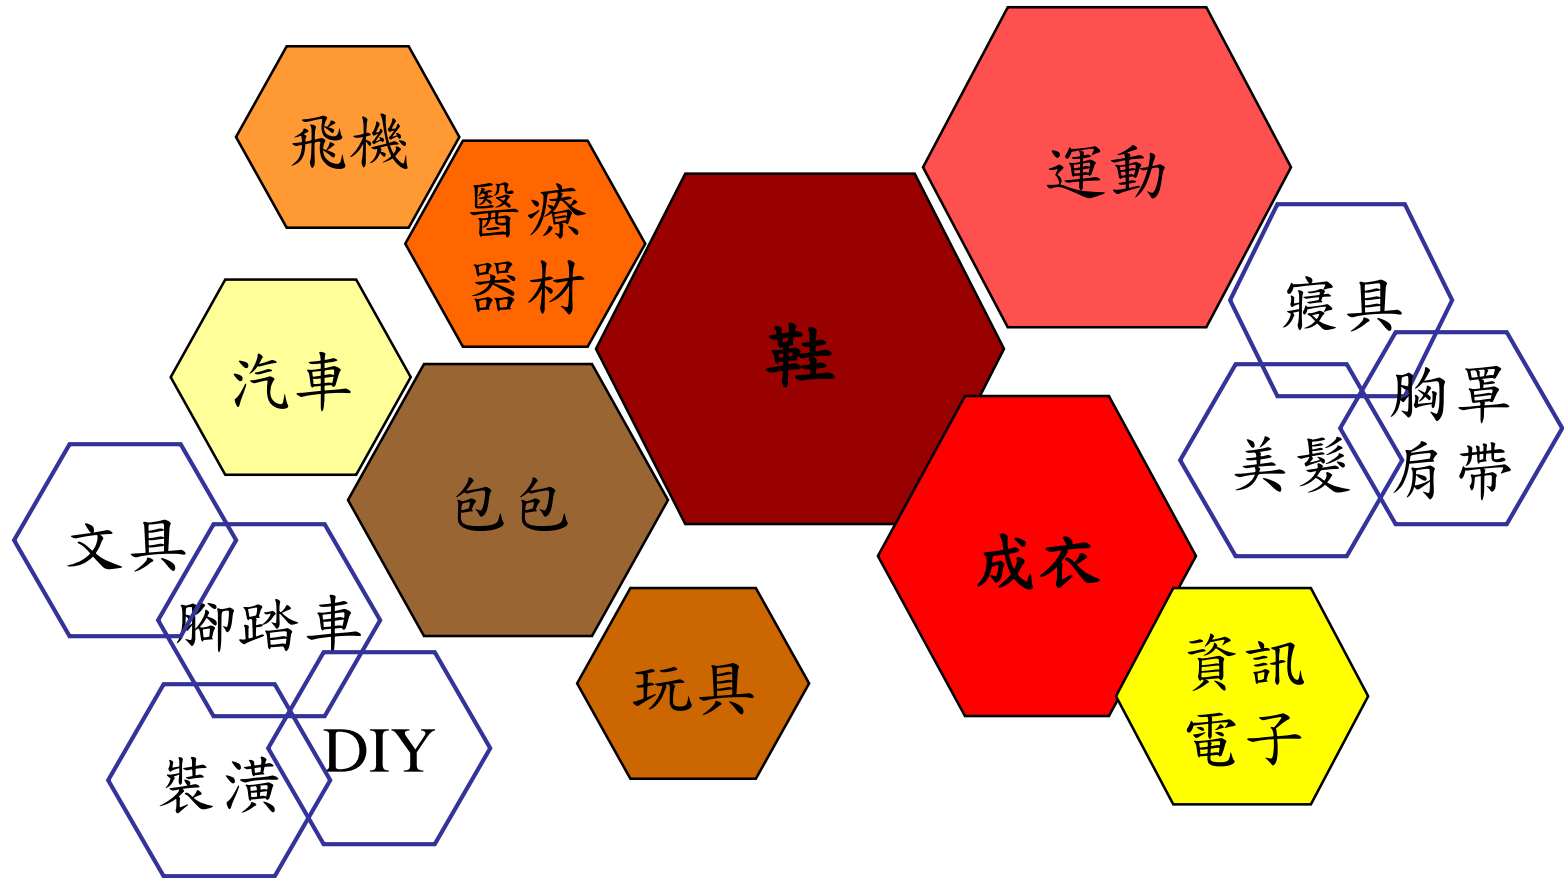 飛機
運動
醫療
器材
寢具
鞋
汽車
胸罩
肩帶
美髮
包包
文具
成衣
腳踏車
玩具
資訊
電子
DIY
裝潢